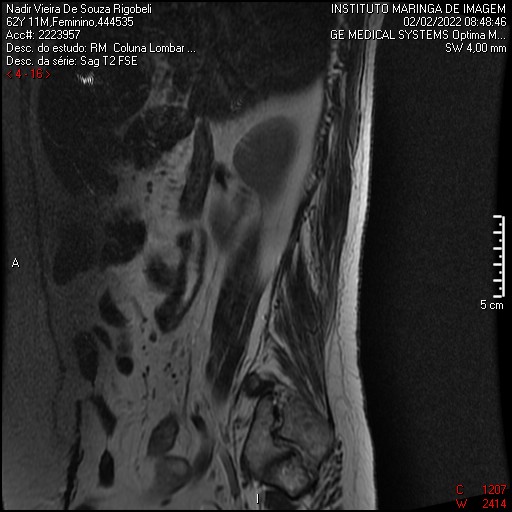 Nadir Vieira De Souza Rigobeli
62Y 11M,Feminino,444535
Acc#: 2223957
Desc. do estudo: RM Coluna Lombar ...
Desc. da série: Sag T2 FSE
< 4 - 16 >
INSTITUTO MARINGA DE IMAGEM
02/02/2022 08:48:46
GE MEDICAL SYSTEMS Optima M...
SW 4,00 mm
A
5 cm
I
C 1207
W 2414